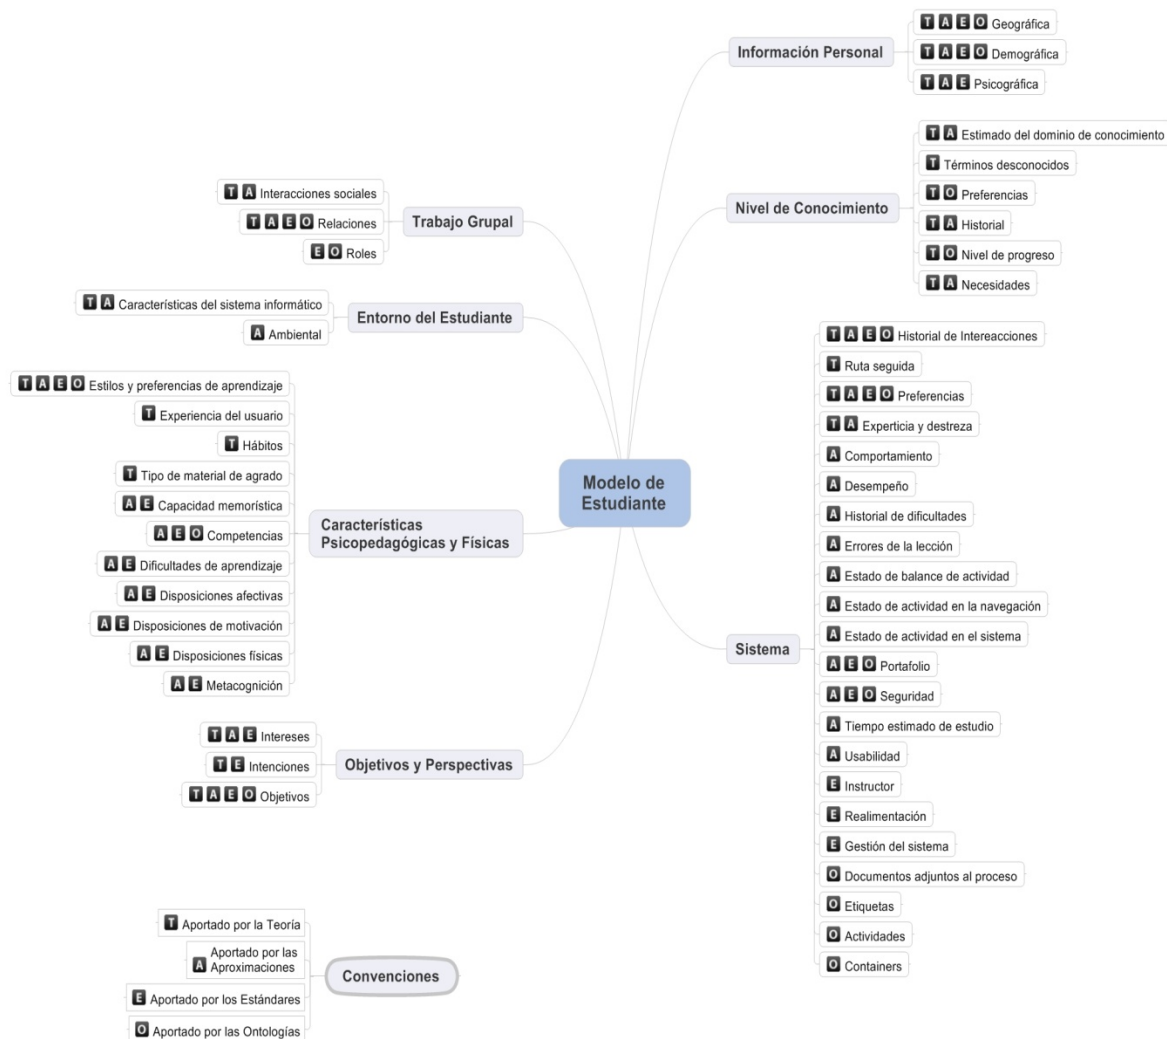 Modelo de
Estudiante
Información Personal
T A E O Geográfica
T A E O Demográfica
T A E Psicográfica
Nivel de Conocimiento
T A Estimado del dominio de conocimiento
T Términos desconocidos
T O Preferencias
T A Historial
T O Nivel de progreso
T A Necesidades
Sistema
T A E O Historial de Intereacciones
T Ruta seguida
T A E O Preferencias
T A Experticia y destreza
A Comportamiento
A Desempeño
A Historial de dificultades
A Errores de la lección
A Estado de balance de actividad
A Estado de actividad en la navegación
A Estado de actividad en el sistema
A E O Portafolio
A E O Seguridad
A Tiempo estimado de estudio
A Usabilidad
E Instructor
E Realimentación
E Gestión del sistema
O Documentos adjuntos al proceso
O Etiquetas
O Actividades
O Containers
Trabajo Grupal
T A Interacciones sociales
T A E O Relaciones
E O Roles
Entorno del Estudiante
T A Características del sistema informático
A Ambiental
Características
Psicopedagógicas y Físicas
T A E O Estilos y preferencias de aprendizaje
T Experiencia del usuario
T Hábitos
T Tipo de material de agrado
A E Capacidad memorística
A E O Competencias
A E Dificultades de aprendizaje
A E Disposiciones afectivas
A E Disposiciones de motivación
A E Disposiciones físicas
A E Metacognición
Objetivos y Perspectivas
T A E Intereses
T E Intenciones
T A E O Objetivos
Convenciones
T Aportado por la Teoría
A Aportado por las
Aproximaciones
E Aportado por los Estándares
O Aportado por las Ontologías